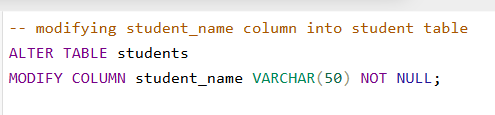 -- modifying student_name column into student table
ALTER TABLE students
MODIFY COLUMN student_name VARCHAR(50) NOT NULL;